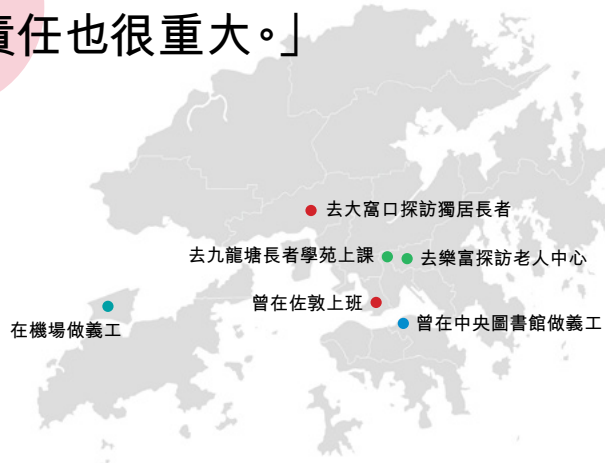 責任也很重大。」
去大窩口探訪獨居長者
去九龍塘長者學苑上課
去樂富探訪老人中心
曾在佐敦上班
在機場做義工
曾在中央圖書館做義工